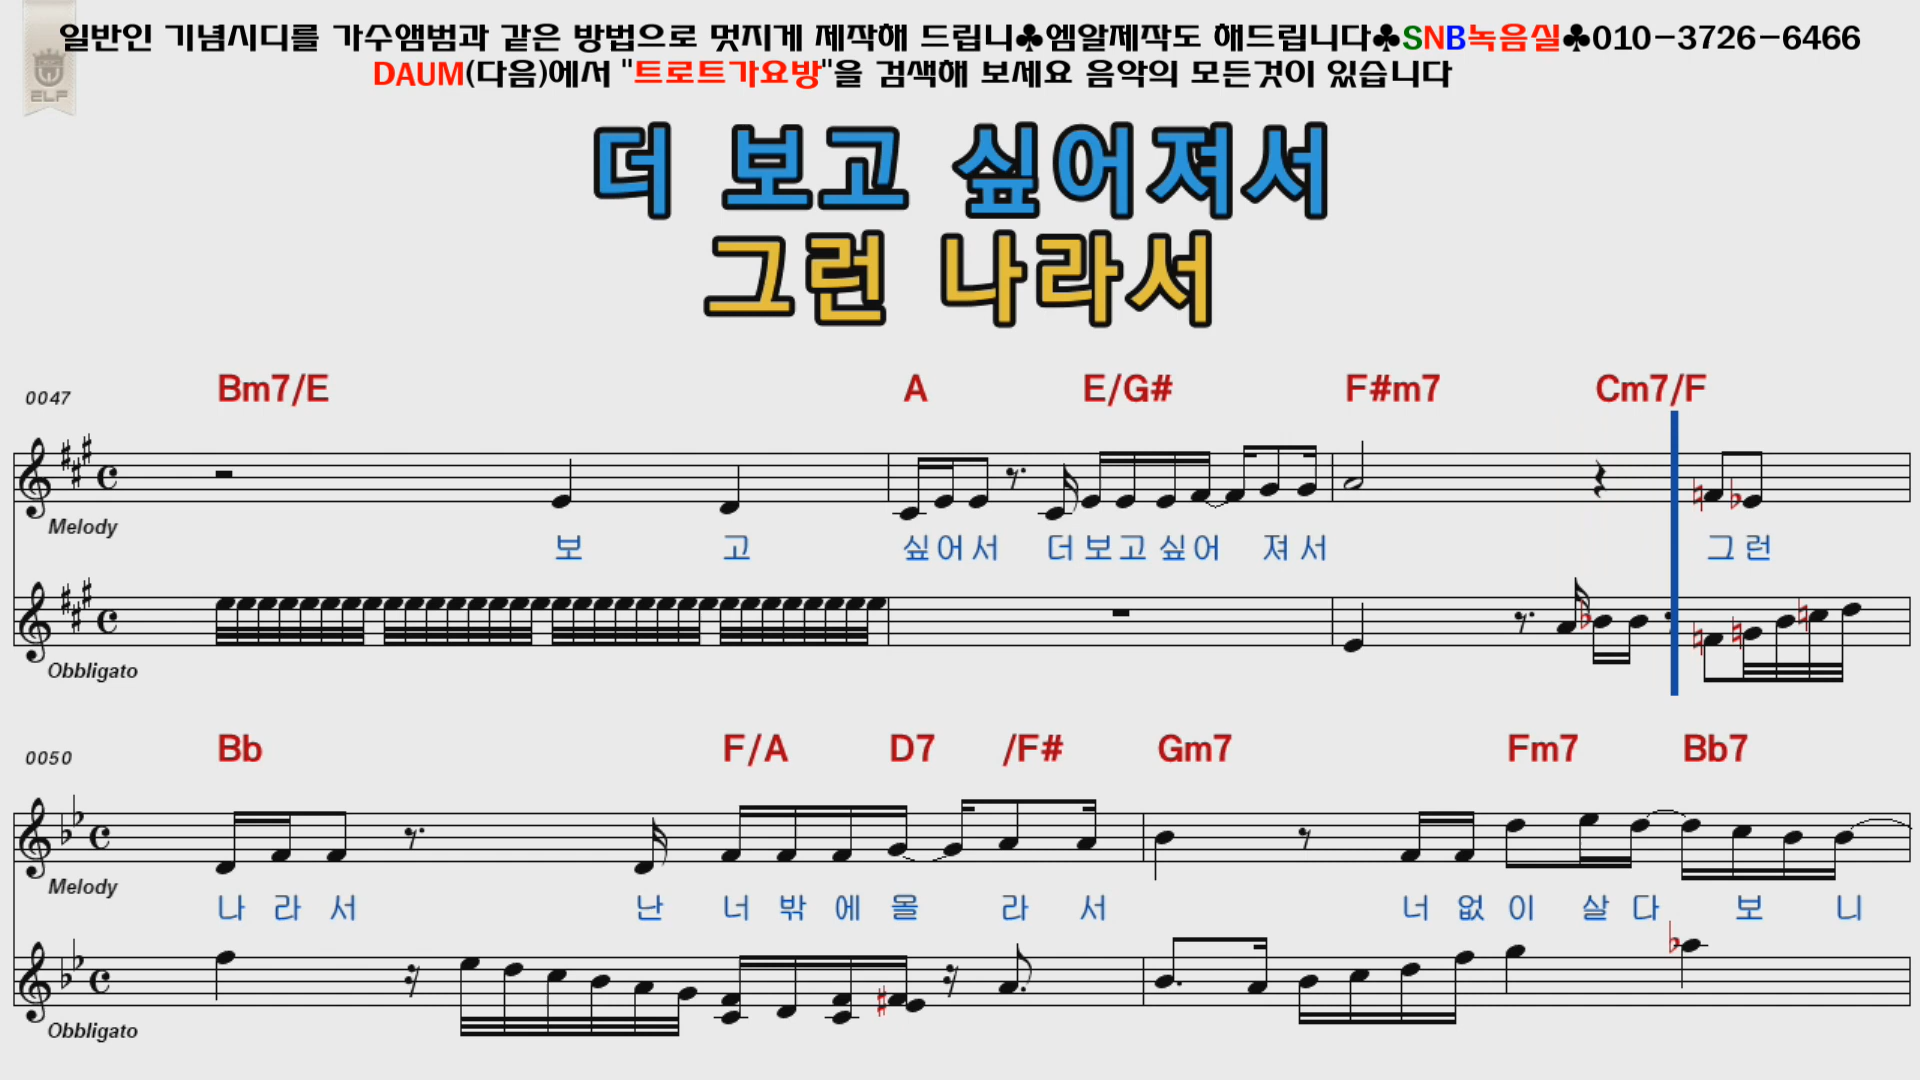 일반인 기념시디를 가수앨범과 같은 방법으로 멋지게 제작해 드립니♣엠알제작도 해드립니다♣SNB녹음실♣010-3726-6466
DAUM(다음)에서 "트로트가요방"을 검색해 보세요 음악의 모든것이 있습니다
ELF
더 보고 싶어져서
그런 나라서
0047 Bm7/E A E/G# F#m7 Cm7/F
Melody
보 고 싶어서 더보고싶어 져서 그런
Obbligato
0050 Bb F/A D7 /F# Gm7 Fm7 Bb7
Melody
나 라 서 난 너 밖 에 몰 라 서 너 없 이 살 다 보 니
Obbligato